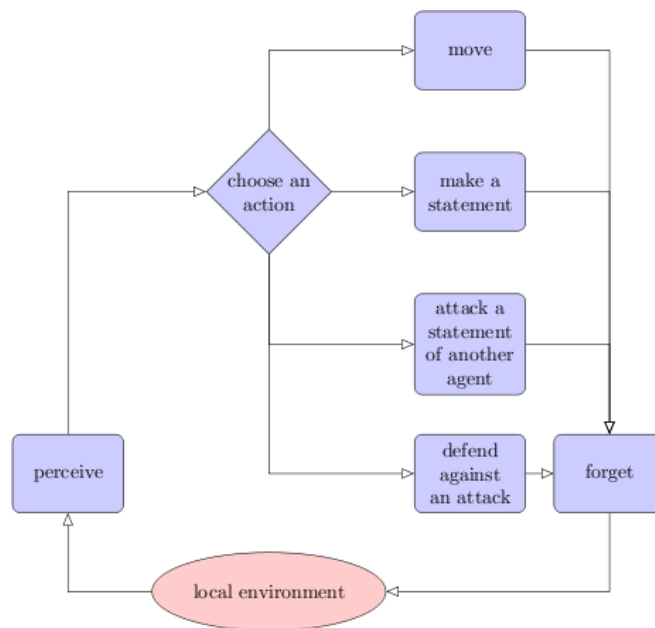 move
choose an
action
make a
statement
attack a
statement
of another
agent
perceive
defend
against
an attack
forget
local environment